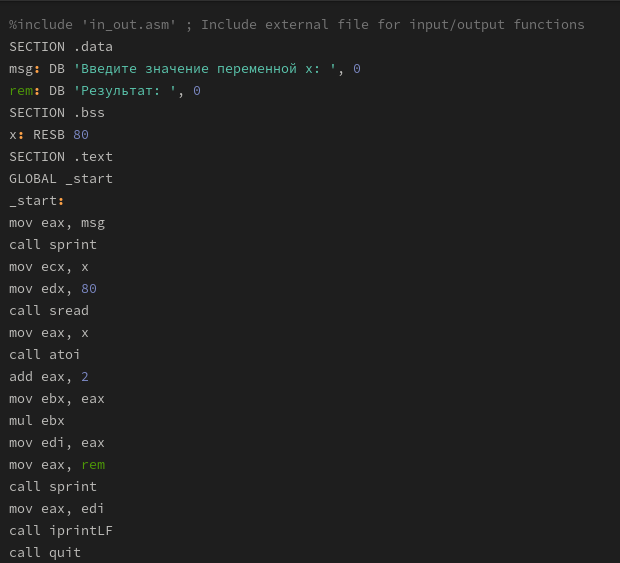 %include 'in_out.asm' ; Include external file for input/output functions
SECTION .data
msg: DB 'Введите значение переменной x: ', 0
rem: DB 'Результат: ', 0
SECTION .bss
x: RESB 80
SECTION .text
GLOBAL _start
_start:
mov eax, msg
call sprint
mov ecx, x
mov edx, 80
call sread
mov eax, x
call atoi
add eax, 2
mov ebx, eax
mul ebx
mov edi, eax
mov eax, rem
call sprint
mov eax, edi
call iprintLF
call quit